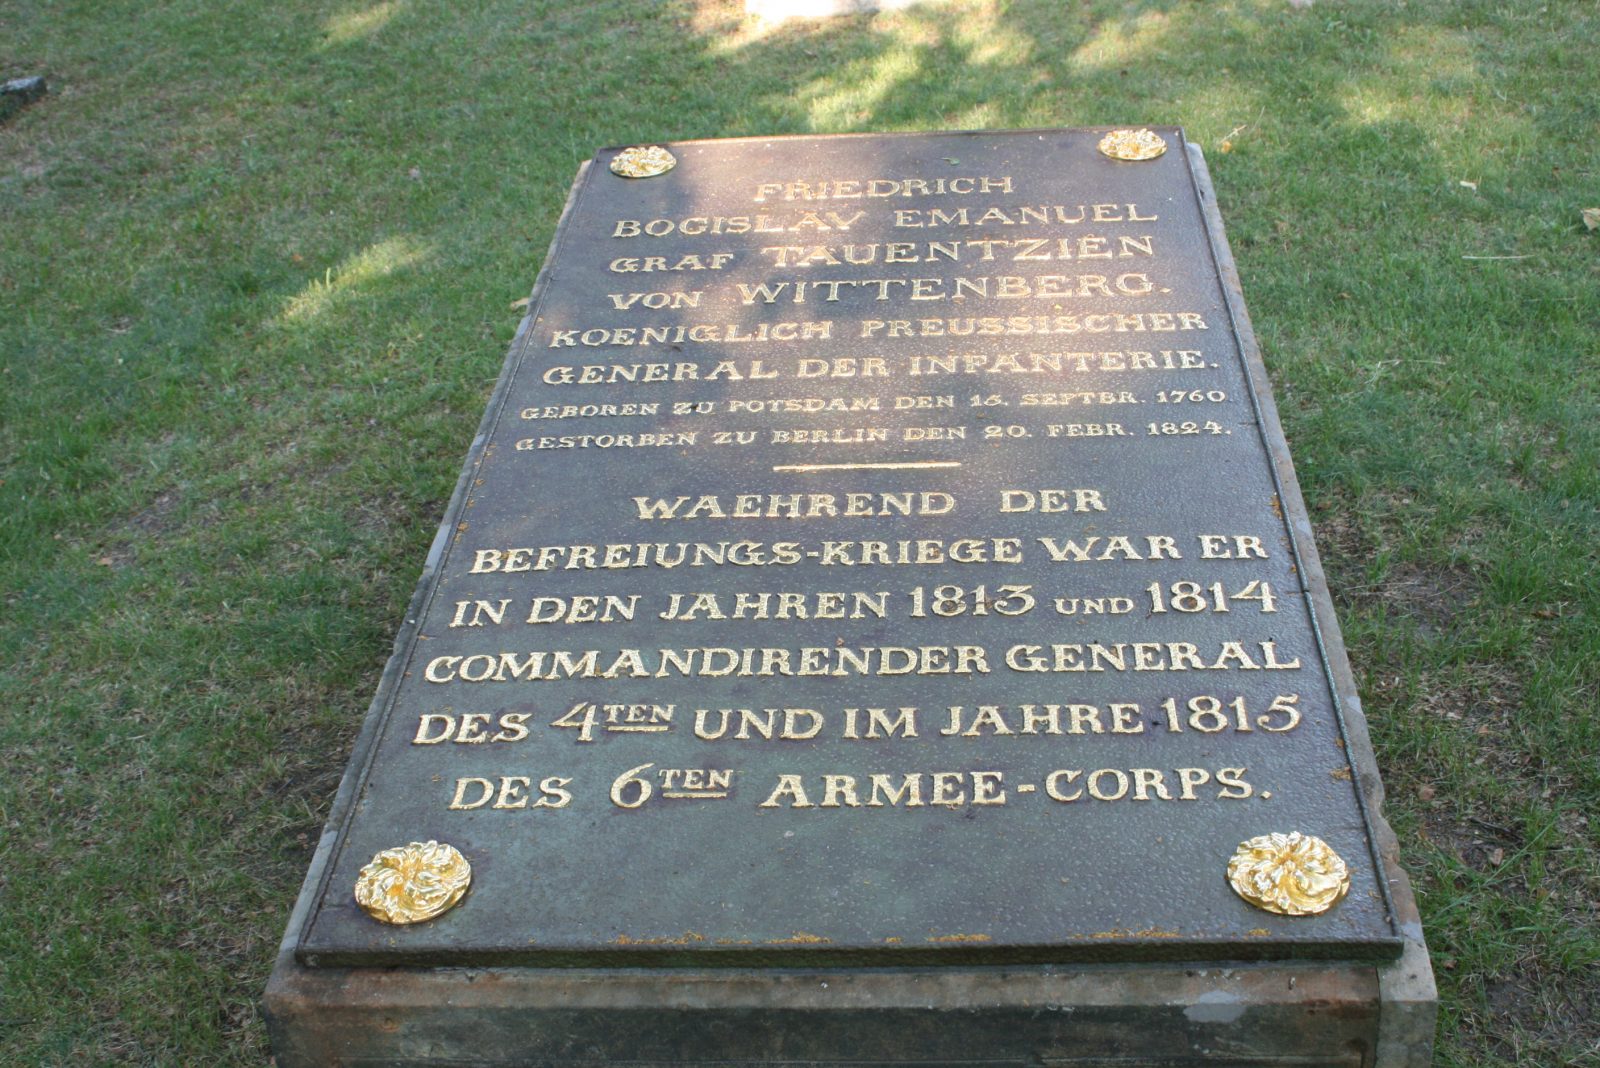 FRIEDRICH
BOGISLAV EMANUEL
GRAF TAUENTZIEN
VON WITTENBERG.
KOENIGLICH PREUSSISCHER
GENERAL DER INFANTERIE.
GEBOREN ZU POTSDAM DEN 15. SEPTBR. 1760
GESTORBEN ZU BERLIN DEN 20. FEBR. 1824.
WAEHREND DER
BEFREIUNGS-KRIEGE WAR ER
IN DEN JAHREN 1813 UND 1814
COMMANDIRENDER GENERAL
DES 4TEN UND IM JAHRE 1815
DES 6TEN ARMEE-CORPS.